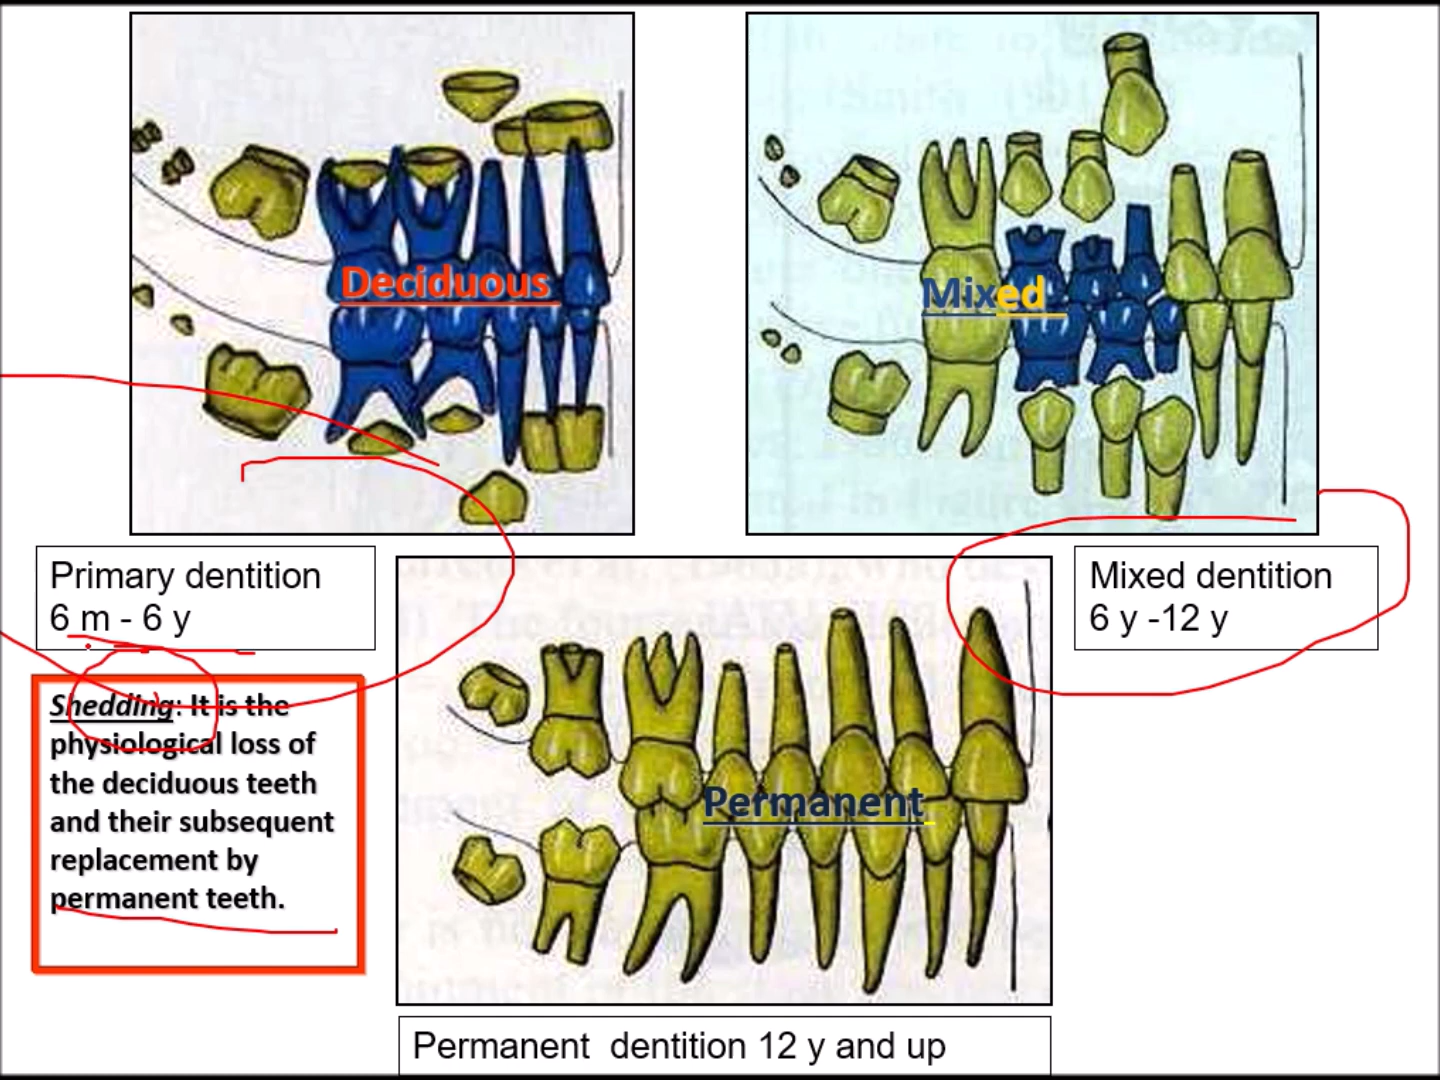 Deciduous
Mixed
Primary dentition
6 m - 6 y
Mixed dentition
6 y -12 y
Shedding: It is the
physiological loss of
the deciduous teeth
and their subsequent
replacement by
permanent teeth.
Permanent
Permanent dentition 12 y and up